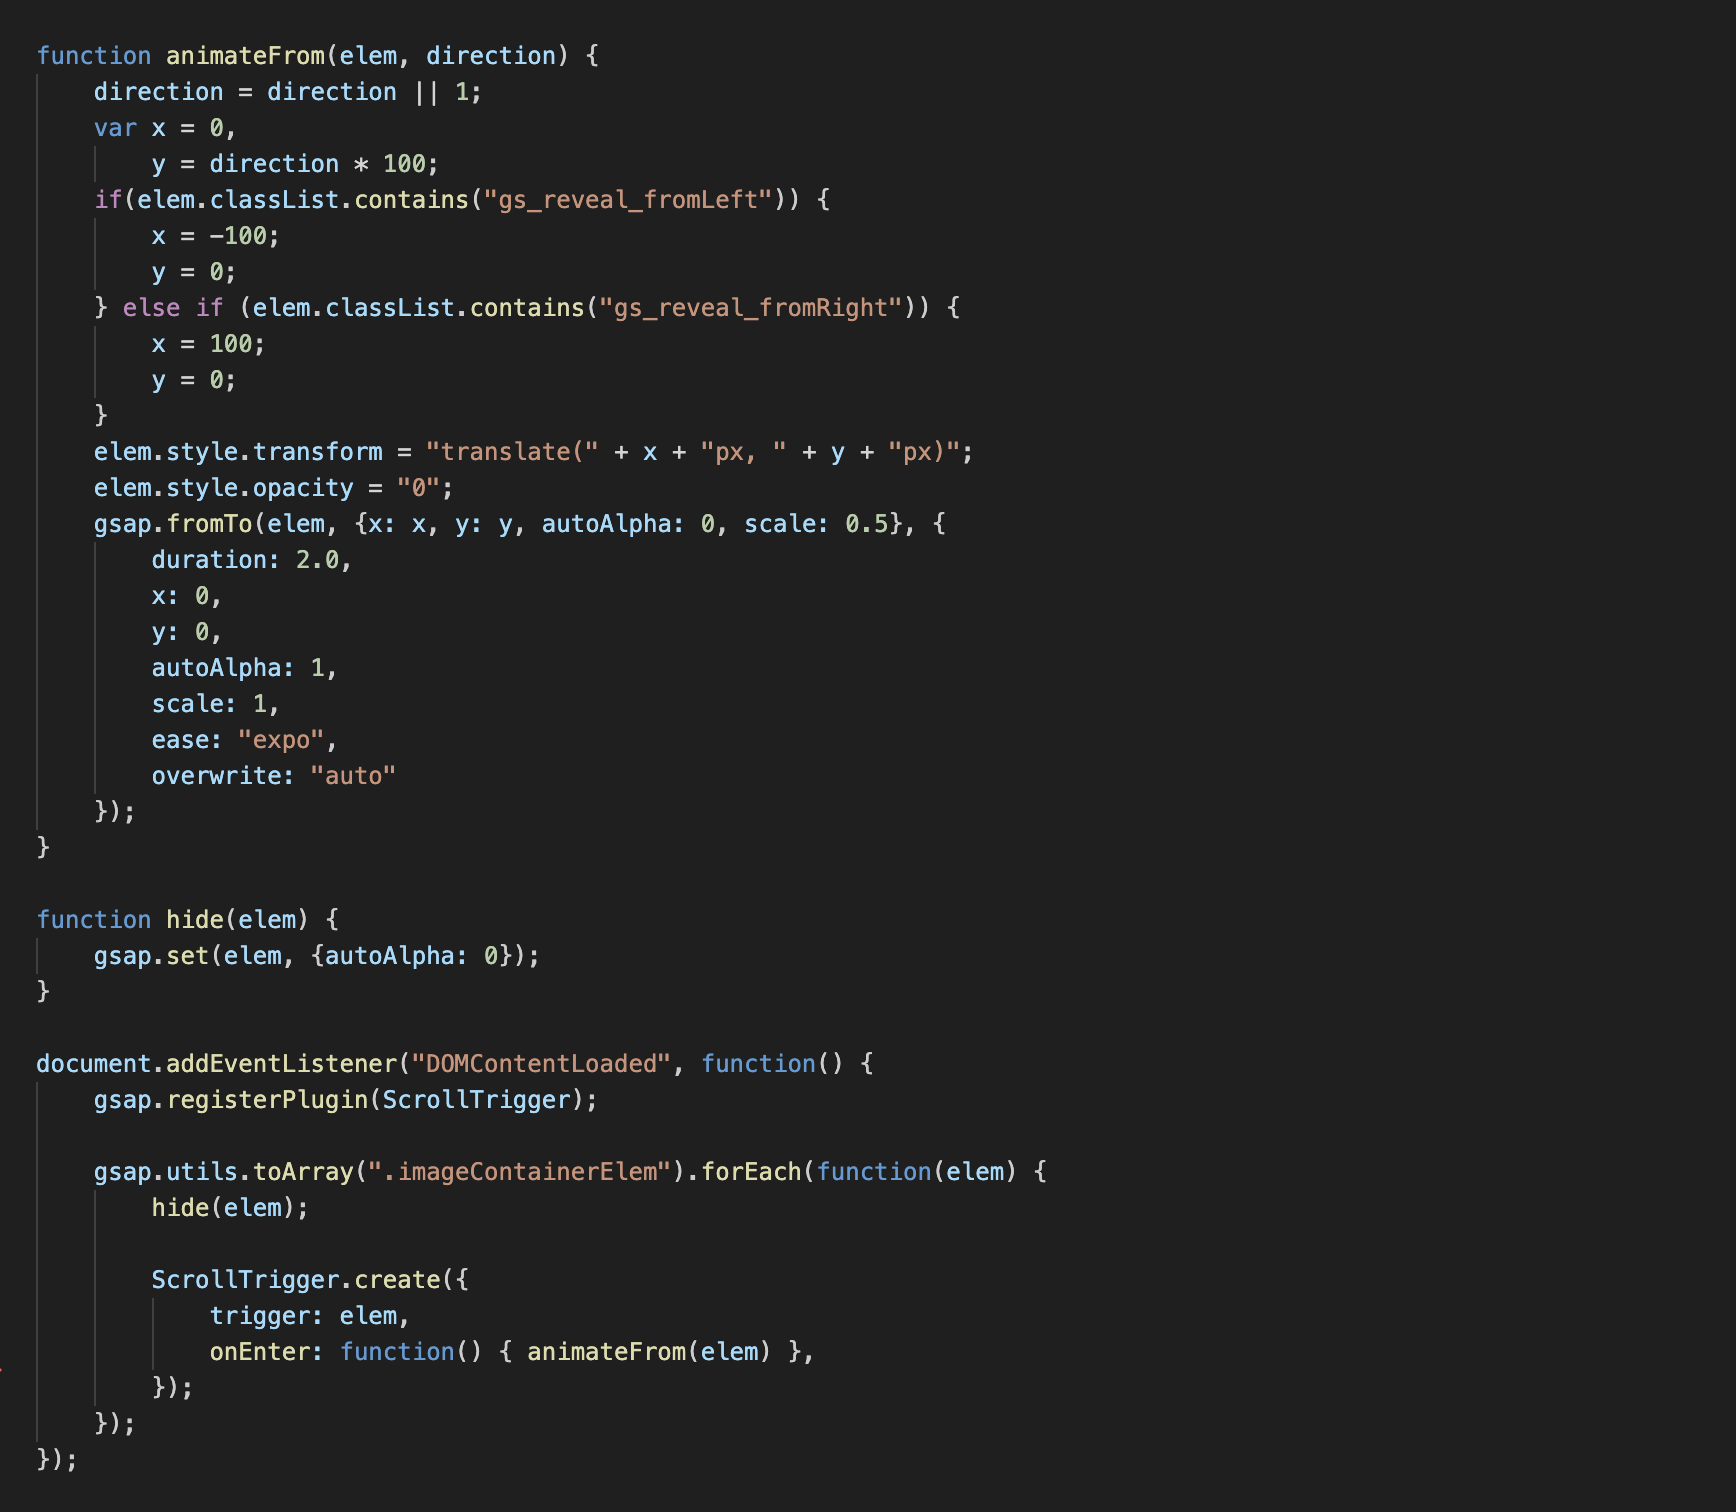 function animateFrom(elem, direction) {
    direction = direction || 1;
    var x = 0,
        y = direction * 100;
    if(elem.classList.contains("gs_reveal_fromLeft")) {
        x = -100;
        y = 0;
    } else if (elem.classList.contains("gs_reveal_fromRight")) {
        x = 100;
        y = 0;
    }
    elem.style.transform = "translate(" + x + "px, " + y + "px)";
    elem.style.opacity = "0";
    gsap.fromTo(elem, {x: x, y: y, autoAlpha: 0, scale: 0.5}, {
        duration: 2.0,
        x: 0,
        y: 0,
        autoAlpha: 1,
        scale: 1,
        ease: "expo",
        overwrite: "auto"
    });
}

function hide(elem) {
    gsap.set(elem, {autoAlpha: 0});
}

document.addEventListener("DOMContentLoaded", function() {
    gsap.registerPlugin(ScrollTrigger);

    gsap.utils.toArray(".imageContainerElem").forEach(function(elem) {
        hide(elem);

        ScrollTrigger.create({
            trigger: elem,
            onEnter: function() { animateFrom(elem) },
        });
    });
});